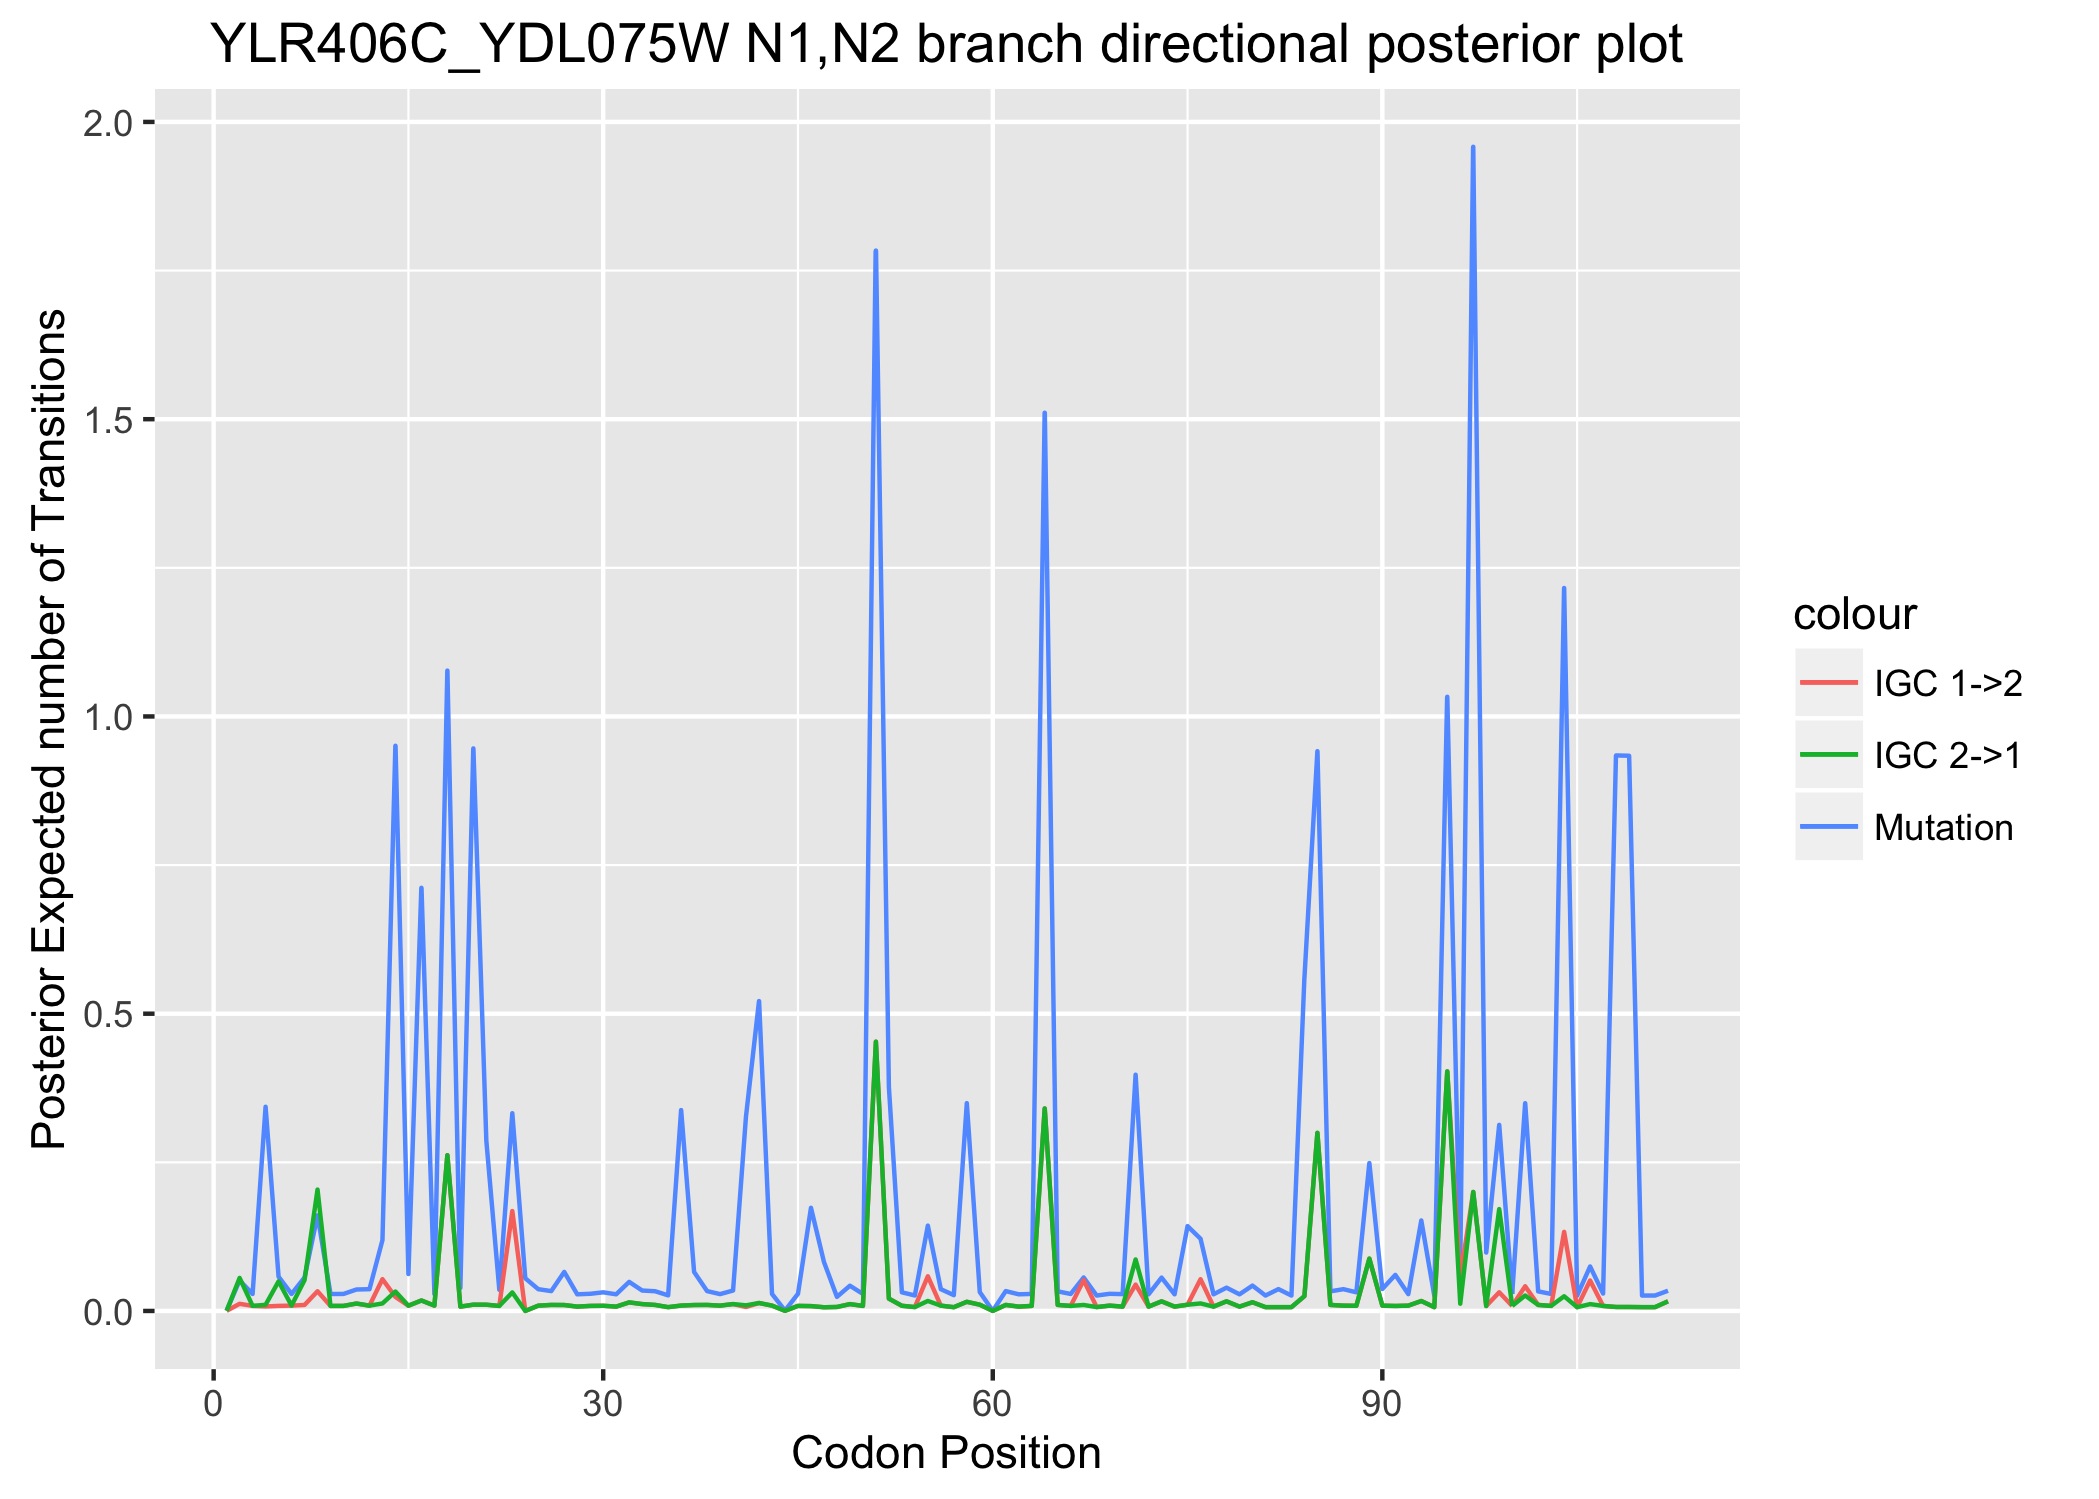 YLR406C_YDL075W N1,N2 branch directional posterior plot
Posterior Expected number of Transitions
2.0
1.5
1.0
0.5
0.0
0
30
60
90
Codon Position
colour
IGC 1->2
IGC 2->1
Mutation